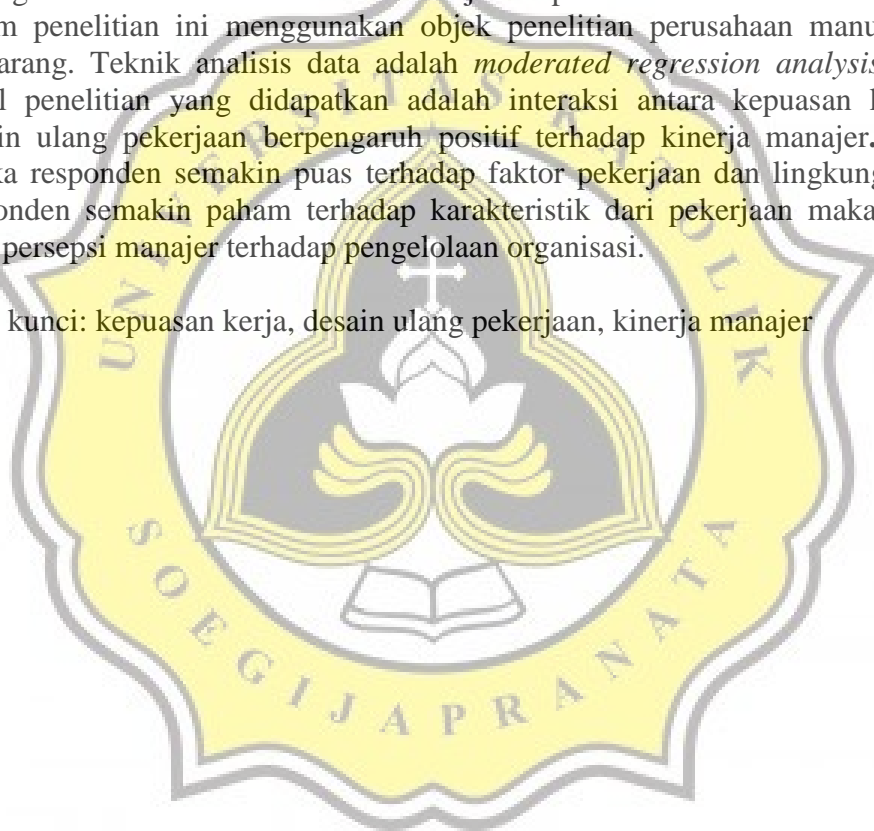 m penelitian ini menggunakan objek penelitian perusahaan manu
arang. Teknik analisis data adalah moderated regression analysis
l penelitian yang didapatkan adalah interaksi antara kepuasan
in ulang pekerjaan berpengaruh positif terhadap kinerja manajer.
ka responden semakin puas terhadap faktor pekerjaan dan lingkung
onden semakin paham terhadap karakteristik dari pekerjaan maka
persepsi manajer terhadap pengelolaan organisasi.
kunci: kepuasan kerja, desain ulang pekerjaan, kinerja manajer
UNIVERSITAS KATOLIK
SOEGIJAPRANATA